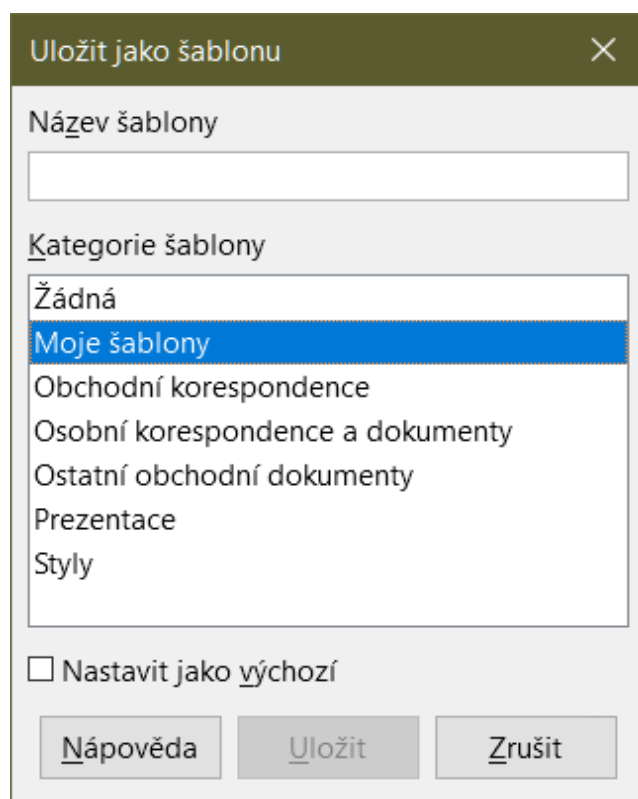 Uložit jako šablonu
Název šablony
Kategorie šablony
Žádná
Moje šablony
Obchodní korespondence
Osobní korespondence a dokumenty
Ostatní obchodní dokumenty
Prezentace
Styly
Nastavit jako výchozí
Nápověda Uložit Zrušit